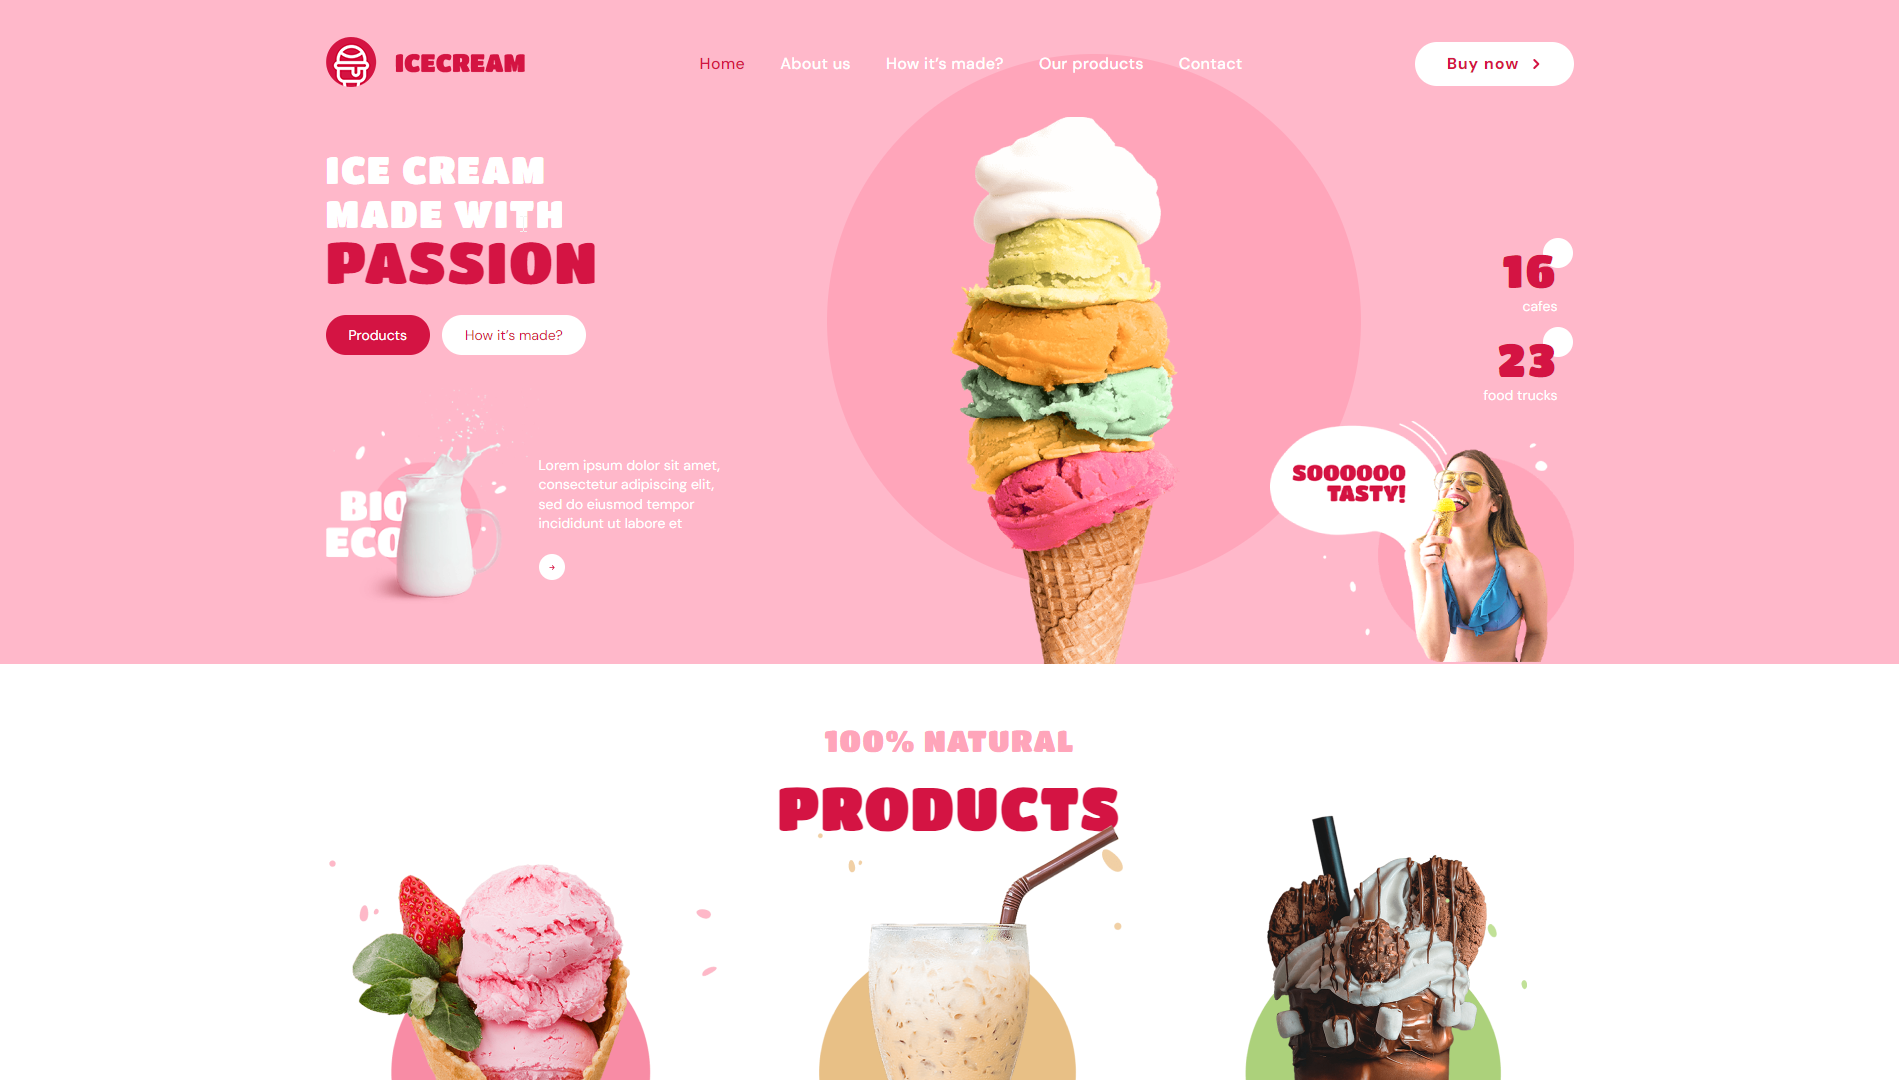 ICECREAM
Home
About us
How it's made?
Our products
Contact
Buy now
ICE CREAM
MADE WITH
PASSION
Products
How it's made?
16
cafes
23
food trucks
BIO
ECO
Lorem ipsum dolor sit amet,
consectetur adipiscing elit,
sed do eiusmod tempor
incididunt ut labore et
SOOOOOO
TASTY!
100% NATURAL
PRODUCTS